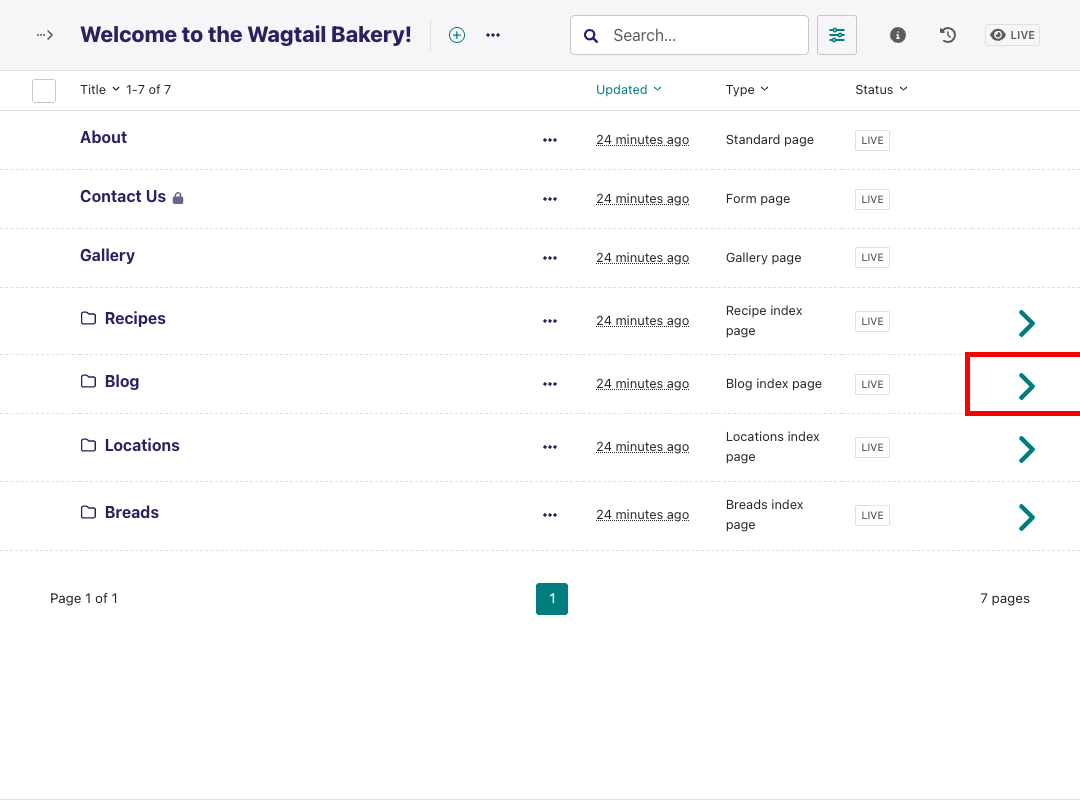 Welcome to the Wagtail Bakery!
Search...
LIVE
Title 1-7 of 7 Updated Type Status
About 24 minutes ago Standard page LIVE
Contact Us 24 minutes ago Form page LIVE
Gallery 24 minutes ago Gallery page LIVE
Recipes 24 minutes ago Recipe index page LIVE
Blog 24 minutes ago Blog index page LIVE
Locations 24 minutes ago Locations index page LIVE
Breads 24 minutes ago Breads index page LIVE
Page 1 of 1 1 7 pages